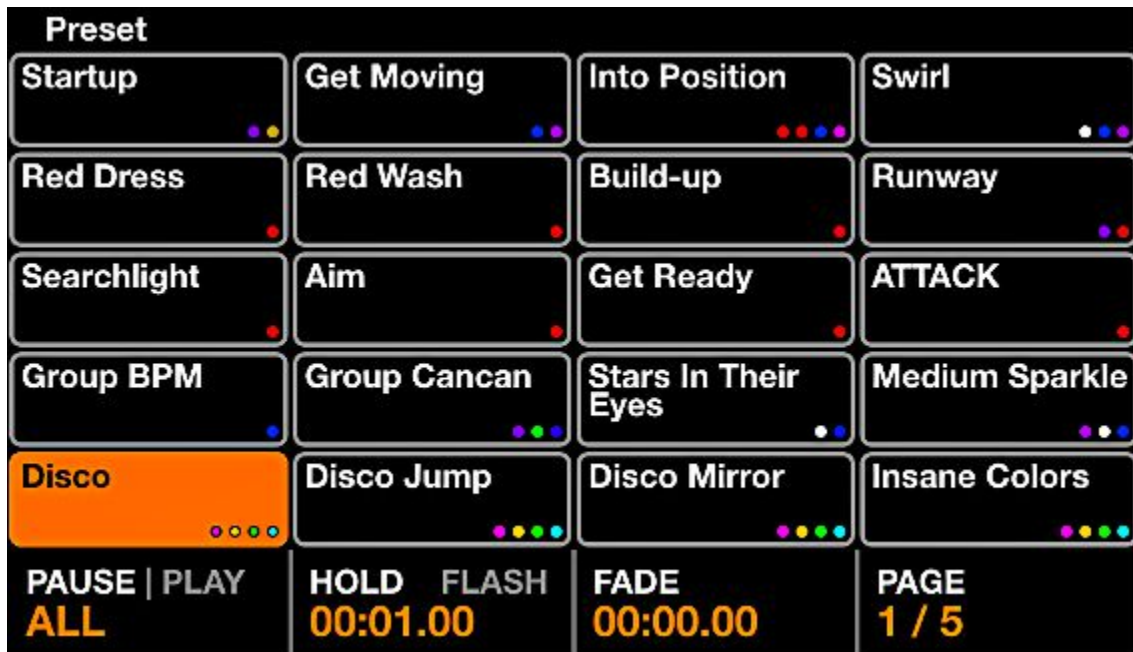 Preset
Startup
Get Moving
Into Position
Swirl
Red Dress
Red Wash
Build-up
Runway
Searchlight
Aim
Get Ready
ATTACK
Group BPM
Group Cancan
Stars In Their
Eyes
Medium Sparkle
Disco
Disco Jump
Disco Mirror
Insane Colors
PAUSE | PLAY
ALL
HOLD FLASH
00:01.00
FADE
00:00.00
PAGE
1 / 5